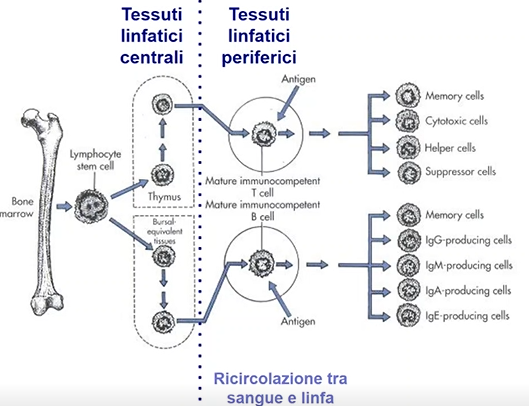 Tessuti
linfatici
centrali
Tessuti
linfatici
periferici
Antigen
Lymphocyte
stem cell
Bone
marrow
Thymus
Bursal-
equivalent
tissues
Mature immunocompetent
T cell
Mature immunocompetent
B cell
Antigen
Memory cells
Cytotoxic cells
Helper cells
Suppressor cells
Memory cells
IgG-producing cells
IgM-producing cells
IgA-producing cells
IgE-producing cells
Ricircolazione tra
sangue e linfa